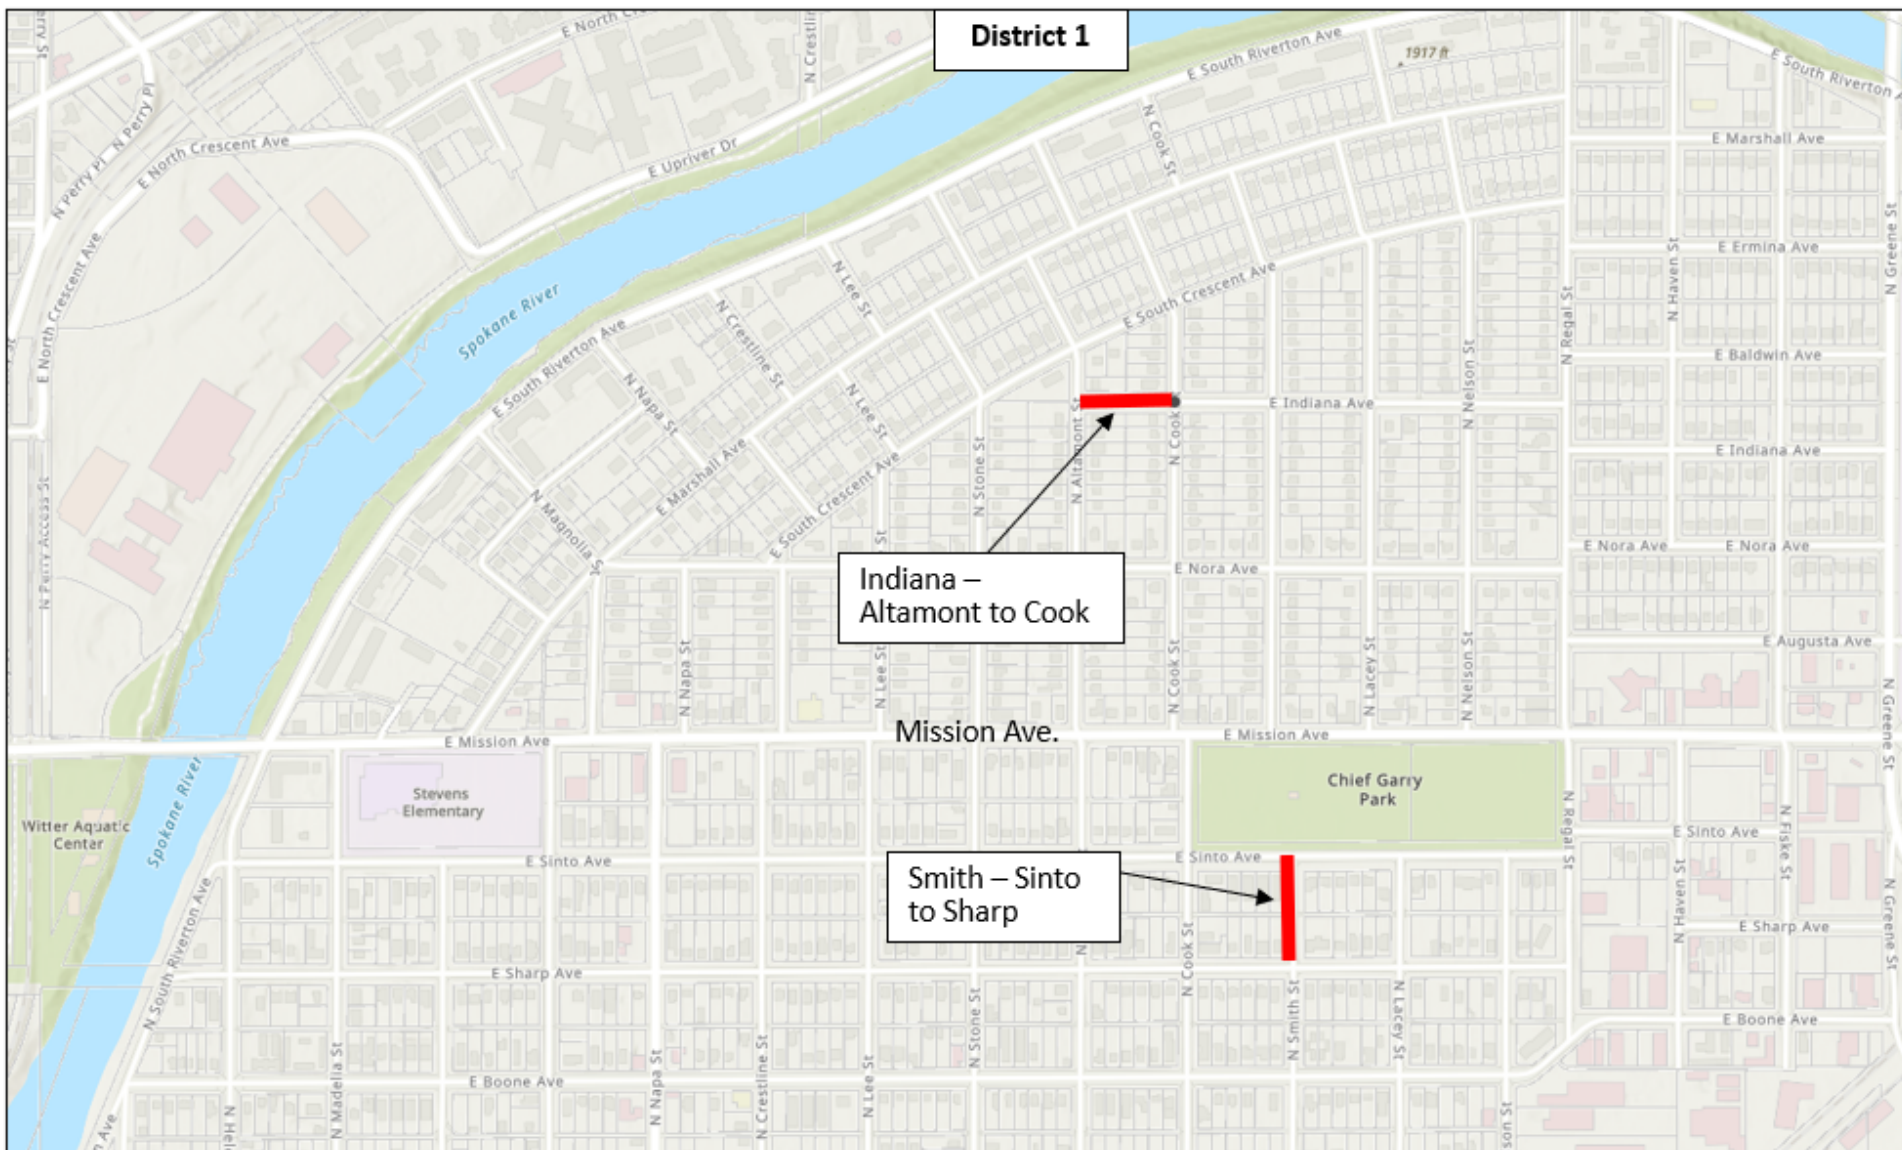 District 1
E North Crescent Ave
N Perry Pl
N Perry Pl
E North Crescent Ave
N Perry Access St
E Upriver Dr
Spokane River
E South Riverton Ave
E South Riverton Ave
1917 ft
N Cook St
E Marshall Ave
N Greene St
E Ermina Ave
N Haven St
E South Crescent Ave
N Lee St
N Crestline St
E South Riverton Ave
N Napa St
N Lee St
N Regal St
E Baldwin Ave
N Nelson St
E Indiana Ave
N Altamont St
N Cook
E Indiana Ave
N Stone St
E Marshall Ave
E South Crescent Ave
N Magnolia St
E Nora Ave
E Nora Ave
E Nora Ave
Indiana –
Altamont to Cook
E Augusta Ave
N Napa St
N Lee St
N Cook St
N Lacey St
N Nelson St
N Greene St
Mission Ave.
E Mission Ave
E Mission Ave
Stevens
Elementary
Chief Garry
Park
Witter Aquatic
Center
Spokane River
N Regal St
E Sinto Ave
N Fiske St
E Sinto Ave
E Sinto Ave
Smith – Sinto
to Sharp
N Haven St
E Sharp Ave
N Greene St
N South Riverton Ave
E Sharp Ave
N Cook St
N Stone St
N Smith St
N Lacey St
E Boone Ave
N Madelia St
E Boone Ave
N Napa St
N Crestline St
N Lee St